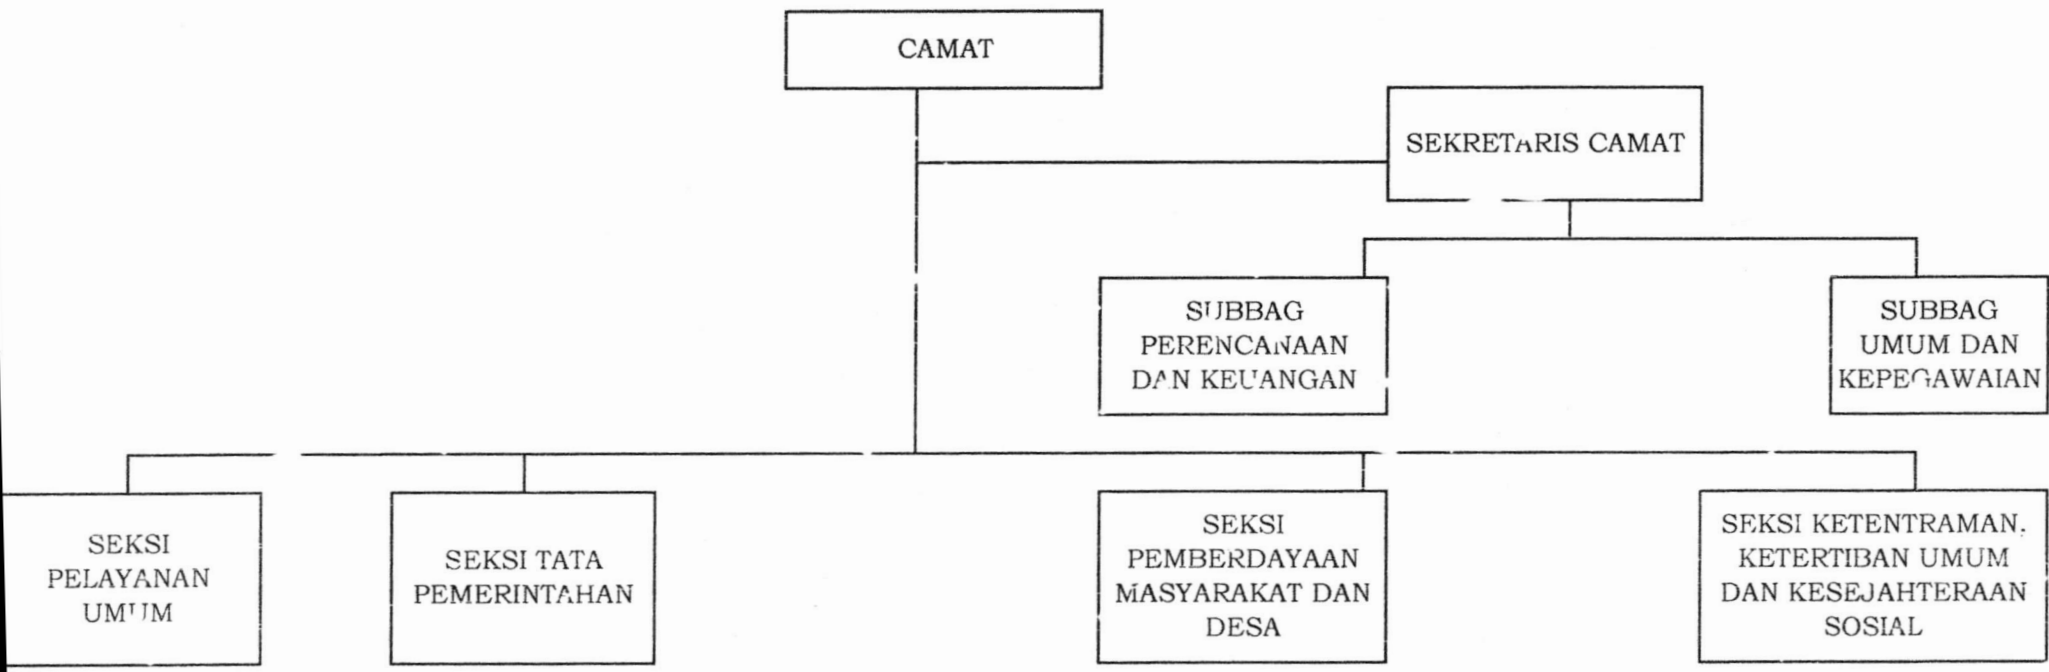 CAMAT
SEKRETARIS CAMAT
SUBBAG
PERENCANAAN
DAN KEUANGAN
SUBBAG
UMUM DAN
KEPEGAWAIAN
SEKSI
PELAYANAN
UMUM
SEKSI TATA
PEMERINTAHAN
SEKSI
PEMBERDAYAAN
MASYARAKAT DAN
DESA
SEKSI KETENTRAMAN,
KETERTIBAN UMUM
DAN KESEJAHTERAAN
SOSIAL